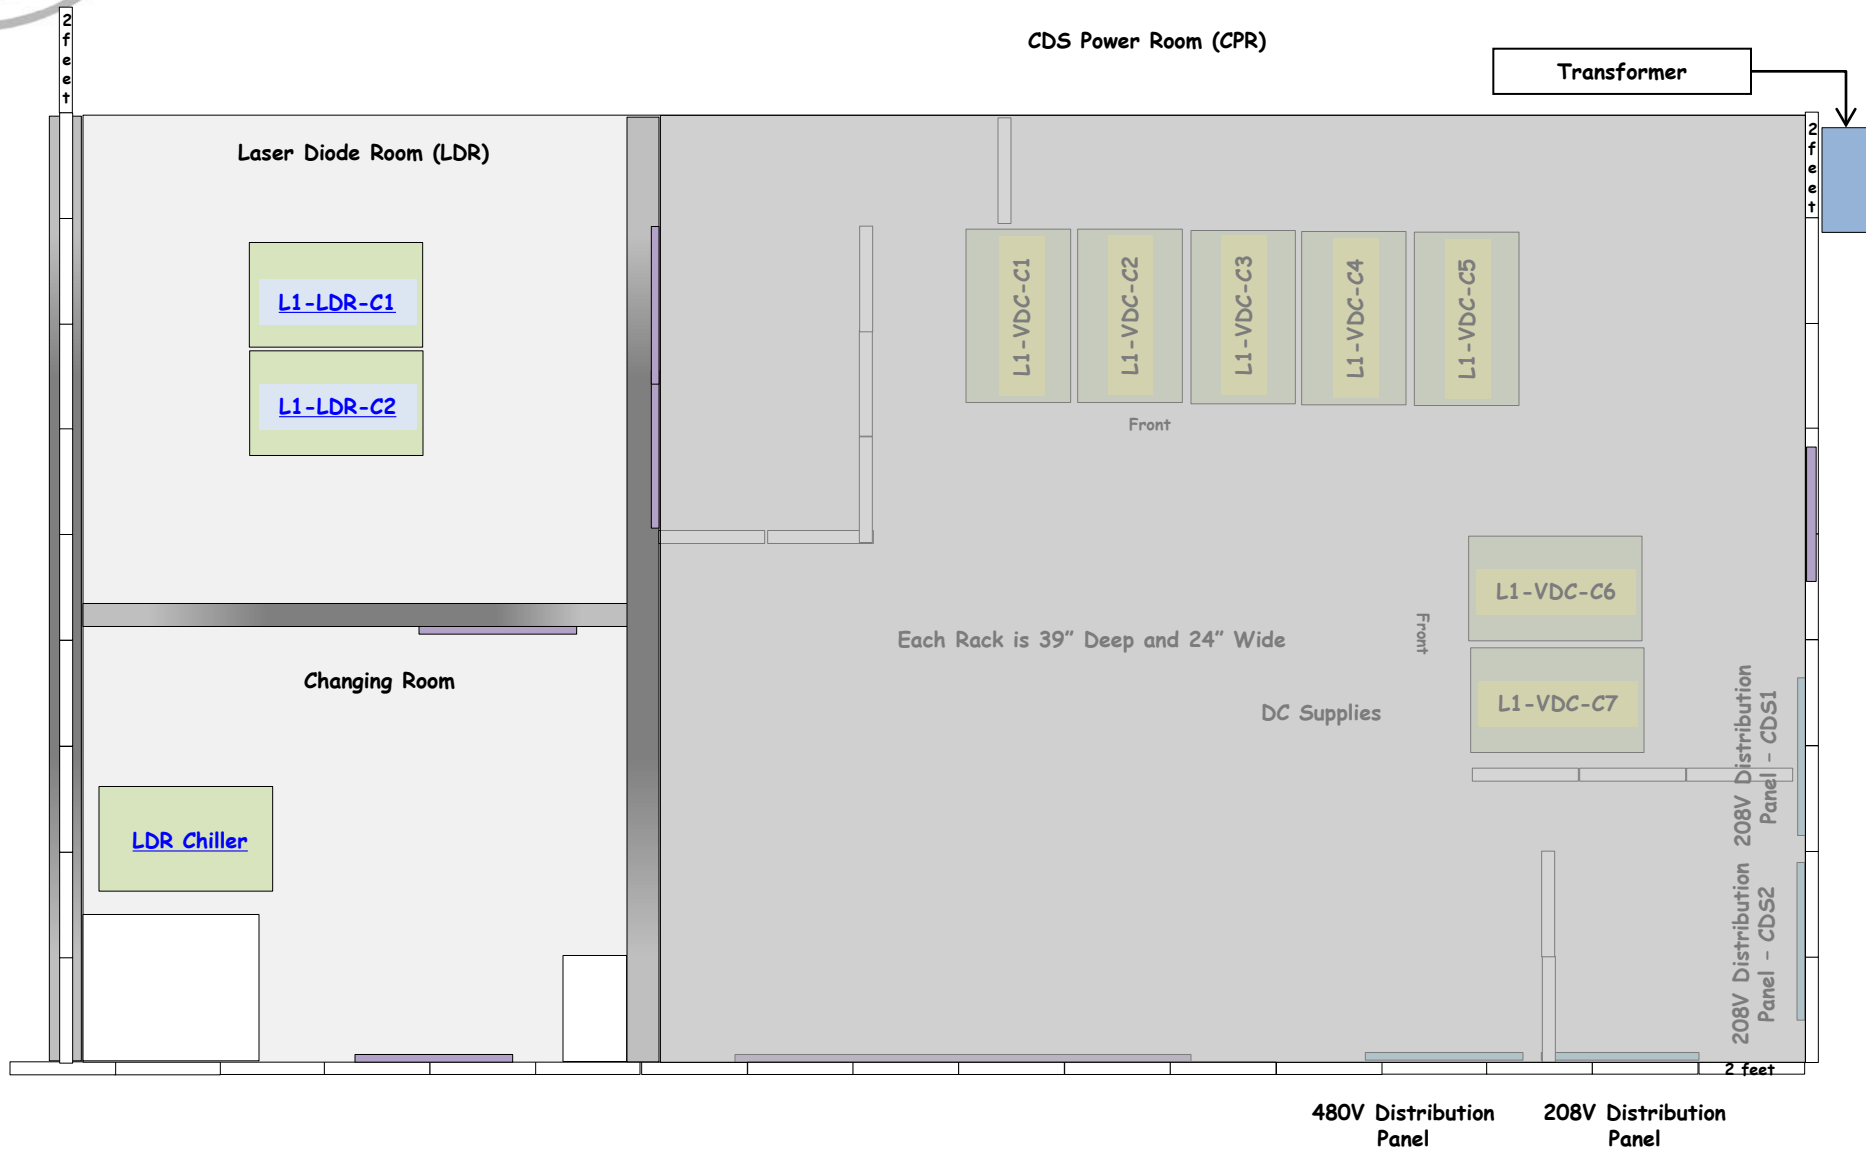 2 feet
CDS Power Room (CPR)
Transformer
2 feet
Laser Diode Room (LDR)
L1-LDR-C1
L1-LDR-C2
L1-VDC-C1
L1-VDC-C2
L1-VDC-C3
L1-VDC-C4
L1-VDC-C5
Front
L1-VDC-C6
Front
Each Rack is 39” Deep and 24” Wide
L1-VDC-C7
DC Supplies
Changing Room
LDR Chiller
208V Distribution
Panel - CDS1
208V Distribution
Panel - CDS2
2 feet
480V Distribution
Panel
208V Distribution
Panel